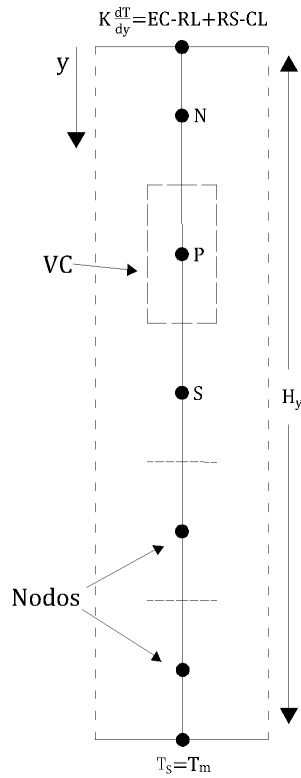 K dT/dy =EC-RL+RS-CL
y
N
P
VC
S
Hy
Nodos
TS=Tm